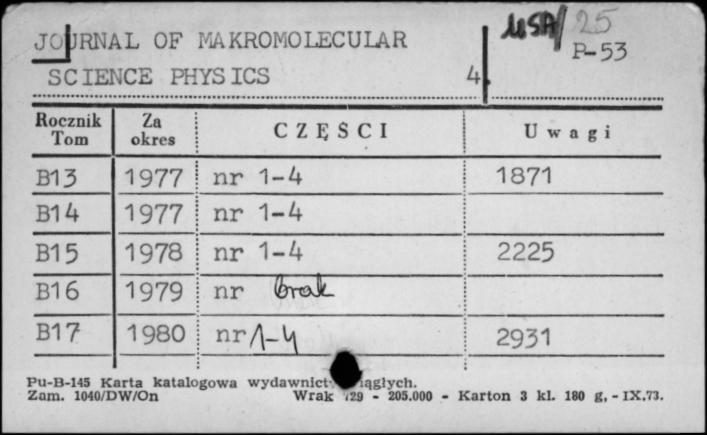 USA/ 25
JOURNAL OF MAKROMOLECULAR P-53
SCIENCE PHYSICS 4
Rocznik Tom Za okres CZĘŚCI Uwagi
B13 1977 nr 1-4 1871
B14 1977 nr 1-4
B15 1978 nr 1-4 2225
B16 1979 nr brak
B17 1980 nr 1-4 2931
Pu-B-145 Karta katalogowa wydawnict iągłych.
Zam. 1040/DW/On Wrak 729 - 205.000 - Karton 3 kl. 180 g, - IX.73.